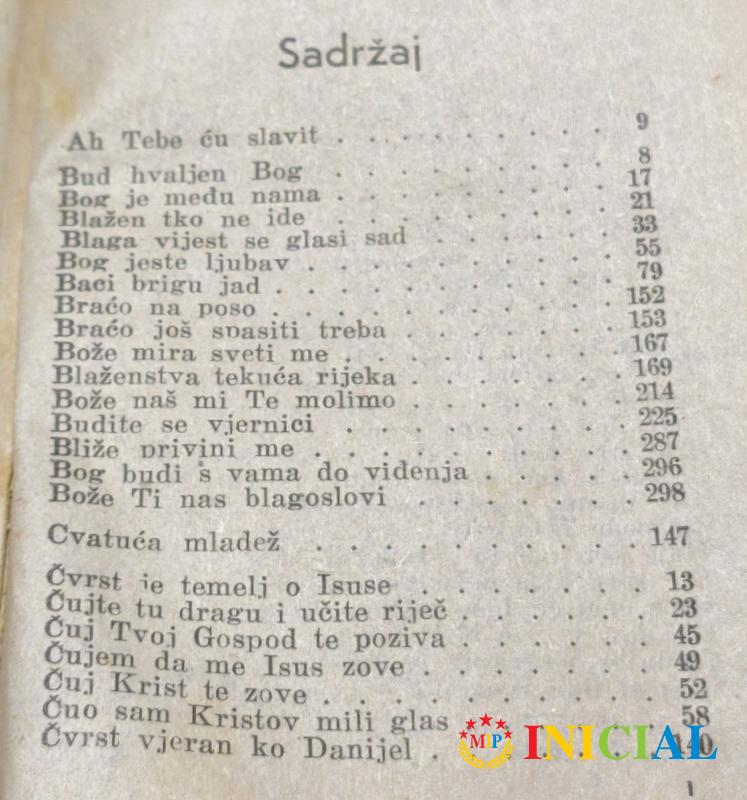 Sadržaj
Ah Tebe ću slavit . . . . . . . . . 9
Bud hvaljen Bog . . . . . . . . . 8
Bog je među nama . . . . . . . . . 17
Blažen tko ne ide . . . . . . . . . 21
Blaga vijest se glasi sad . . . . . . 33
Bog jeste ljubav . . . . . . . . . 55
Baci brigu jad . . . . . . . . . . 79
Braćo na poso . . . . . . . . . . 152
Braćo još spasiti treba . . . . . . 153
Bože mira sveti me . . . . . . . . 167
Blaženstva tekuća rijeka . . . . . . 169
Bože naš mi Te molimo . . . . . . 214
Budite se vjernici . . . . . . . . 225
Bliže privini me . . . . . . . . . 287
Bog budi s vama do viđenja . . . . . 296
Bože Ti nas blagoslovi . . . . . . 298
Cvatuća mladež . . . . . . . . . 147
Čvrst je temelj o Isuse . . . . . . 13
Čujte tu dragu i učite riječ . . . . . 23
Čuj Tvoj Gospod te poziva . . . . . 45
Čujem da me Isus zove . . . . . . 49
Čuj Krist te zove . . . . . . . . 52
Čuo sam Kristov mili glas . . . . . 58
Čvrst vjeran ko Danijel . . . . . . 140
MP INICIAL